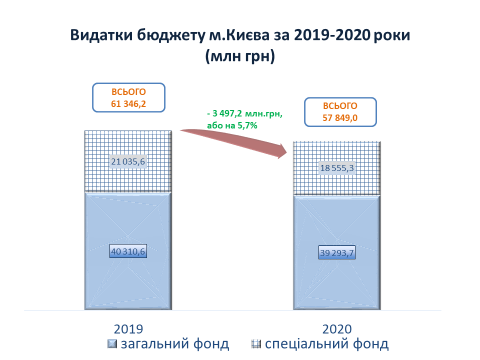 Видатки бюджету м.Києва за 2019-2020 роки
(млн грн)
ВСЬОГО
61 346,2
- 3 497,2 млн.грн,
або на 5,7%
ВСЬОГО
57 849,0
21 035,6
18 555,3
40 310,6
39 293,7
2019
2020
загальний фонд
спеціальний фонд